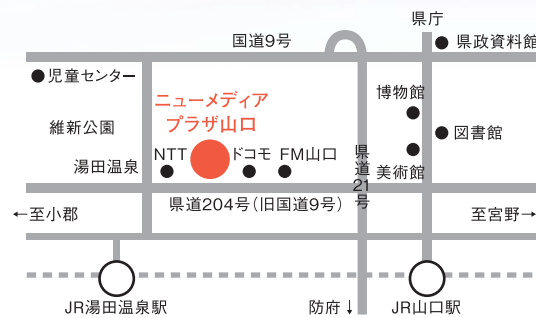 県庁
国道9号
県政資料館
児童センター
ニューメディア
プラザ山口
博物館
維新公園
図書館
湯田温泉
NTT
ドコモ
FM山口
県道21号
美術館
県道204号(旧国道9号)
←至小郡
至宮野→
JR湯田温泉駅
防府↓
JR山口駅